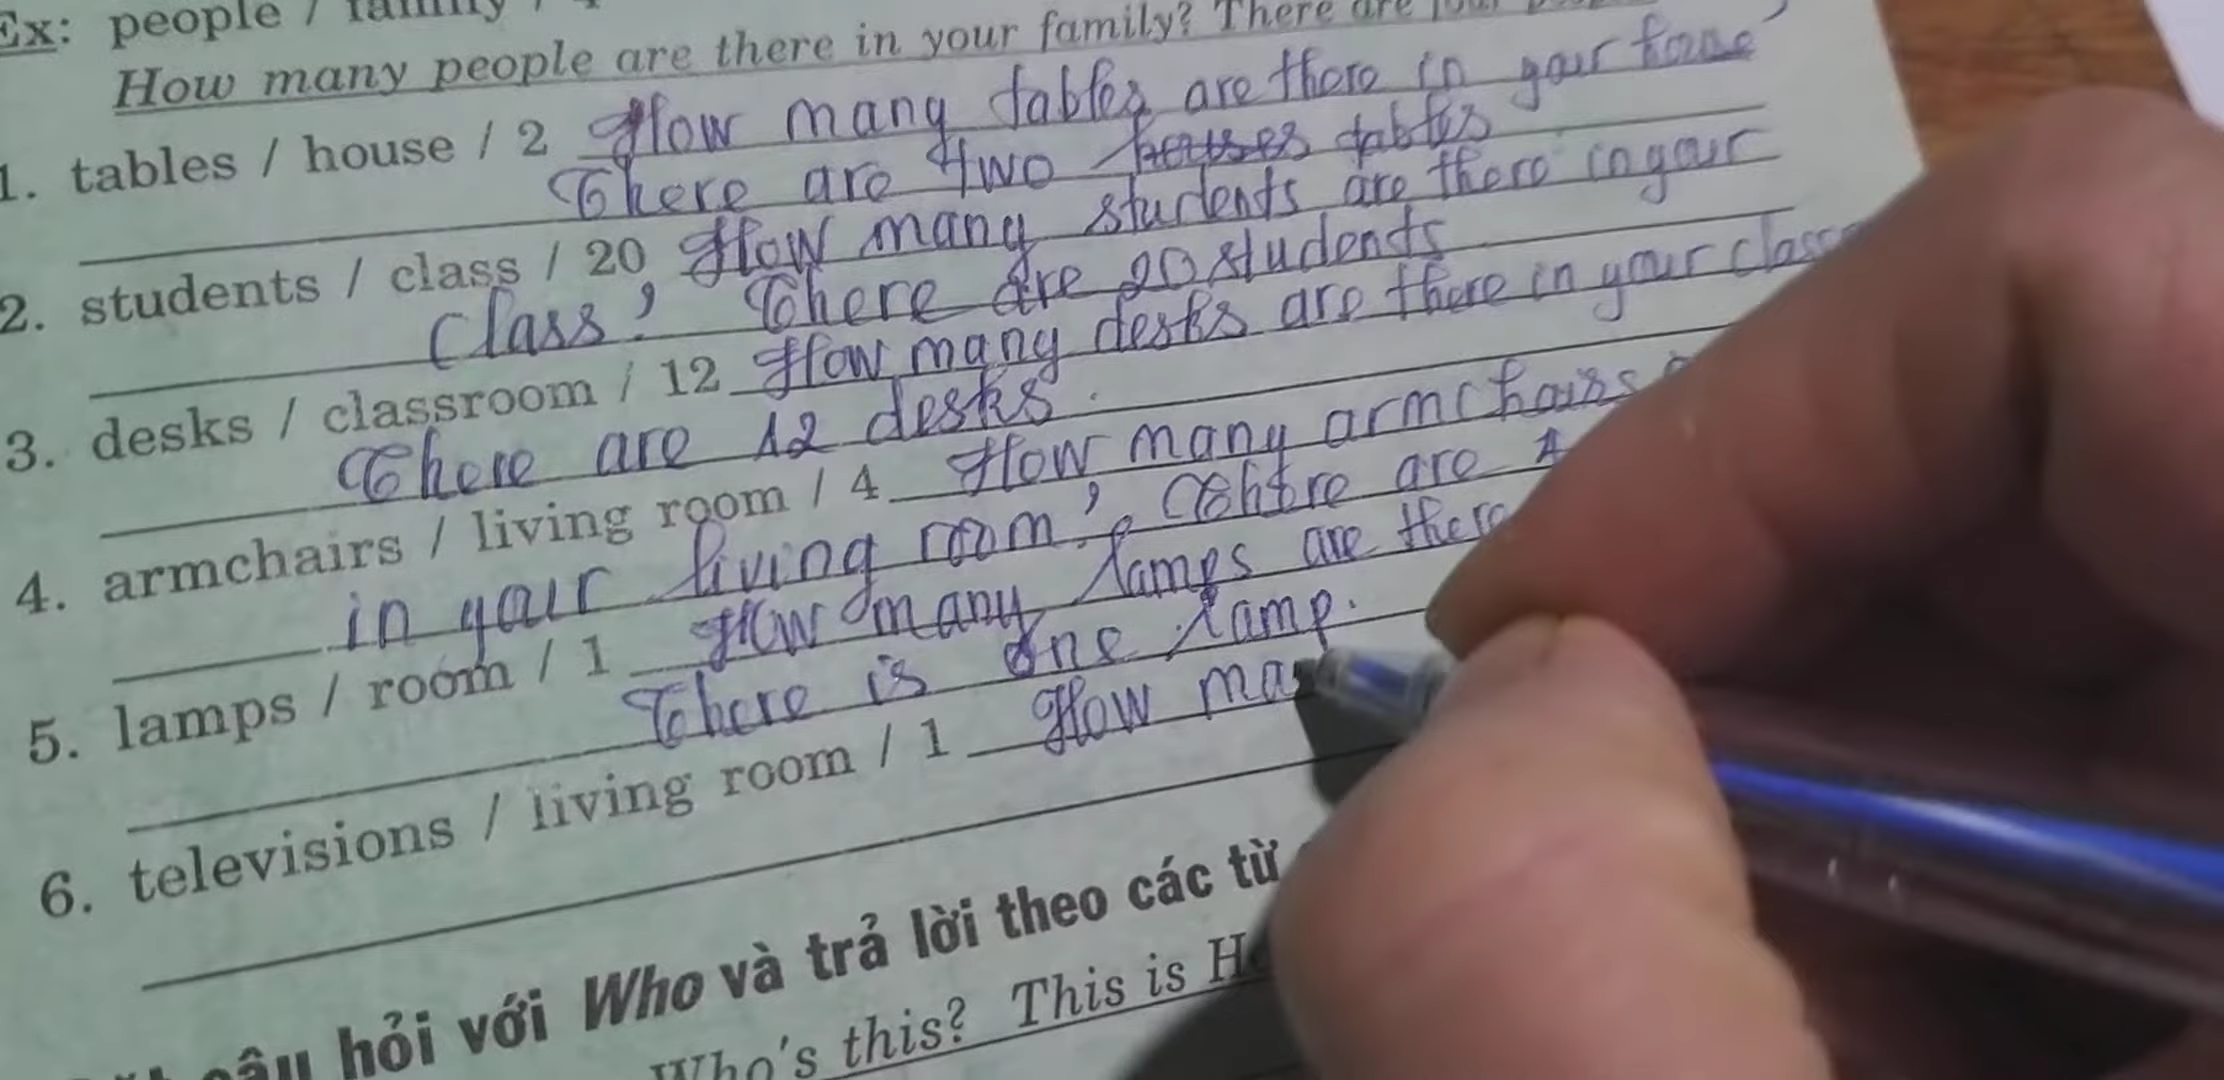 Ex: people / family /
How many people are there in your family? There are four
1. tables / house / 2 How many tables are there in your house
There are two houses tables
2. students / class / 20 How many students are there in your
class? There are 20 students
3. desks / classroom / 12 How many desks are there in your class
There are 12 desks.
4. armchairs / living room / 4 How many armchairs
in your living room? There are 4
5. lamps / room / 1 How many lamps are there
There is one lamp.
6. televisions / living room / 1 How ma
câu hỏi với Who và trả lời theo các từ
Who's this? This is H